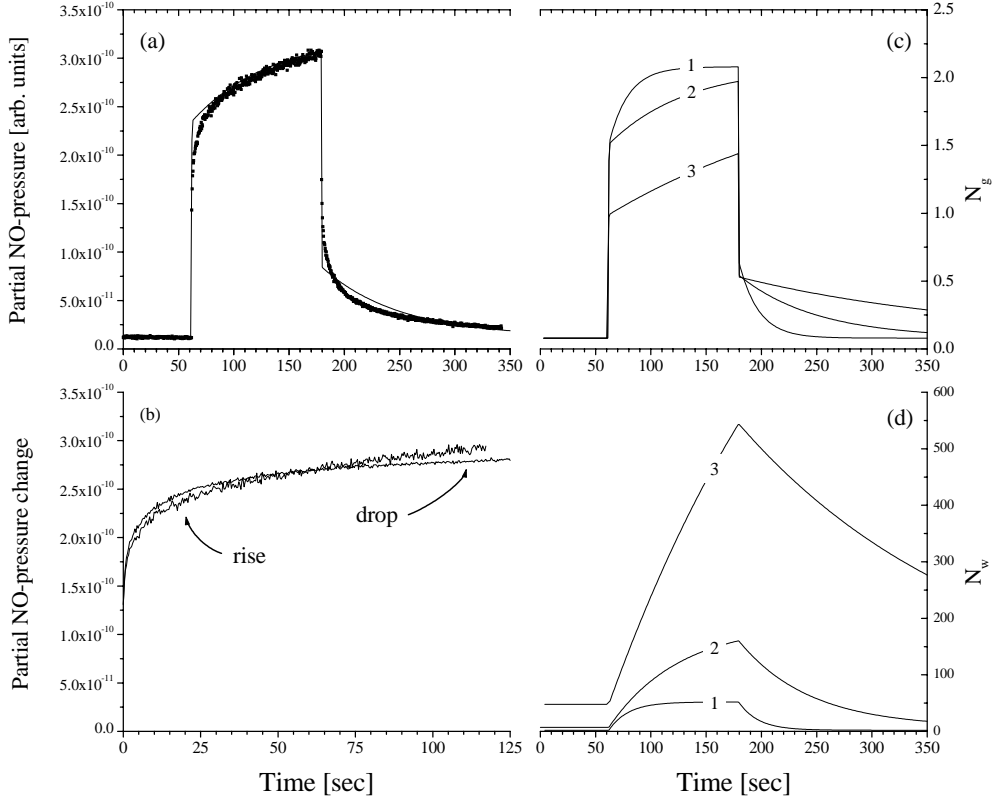 (a)
3.5x10^-10
3.0x10^-10
2.5x10^-10
2.0x10^-10
1.5x10^-10
1.0x10^-10
5.0x10^-11
0.0
Partial NO-pressure [arb. units]
0 50 100 150 200 250 300 350
(c)
1
2
3
2.5
2.0
1.5
1.0
0.5
0.0
N_g
0 50 100 150 200 250 300 350
(b)
3.5x10^-10
3.0x10^-10
2.5x10^-10
2.0x10^-10
1.5x10^-10
1.0x10^-10
5.0x10^-11
0.0
Partial NO-pressure change
rise
drop
0 25 50 75 100 125
Time [sec]
(d)
3
2
1
600
500
400
300
200
100
0
N_w
0 50 100 150 200 250 300 350
Time [sec]